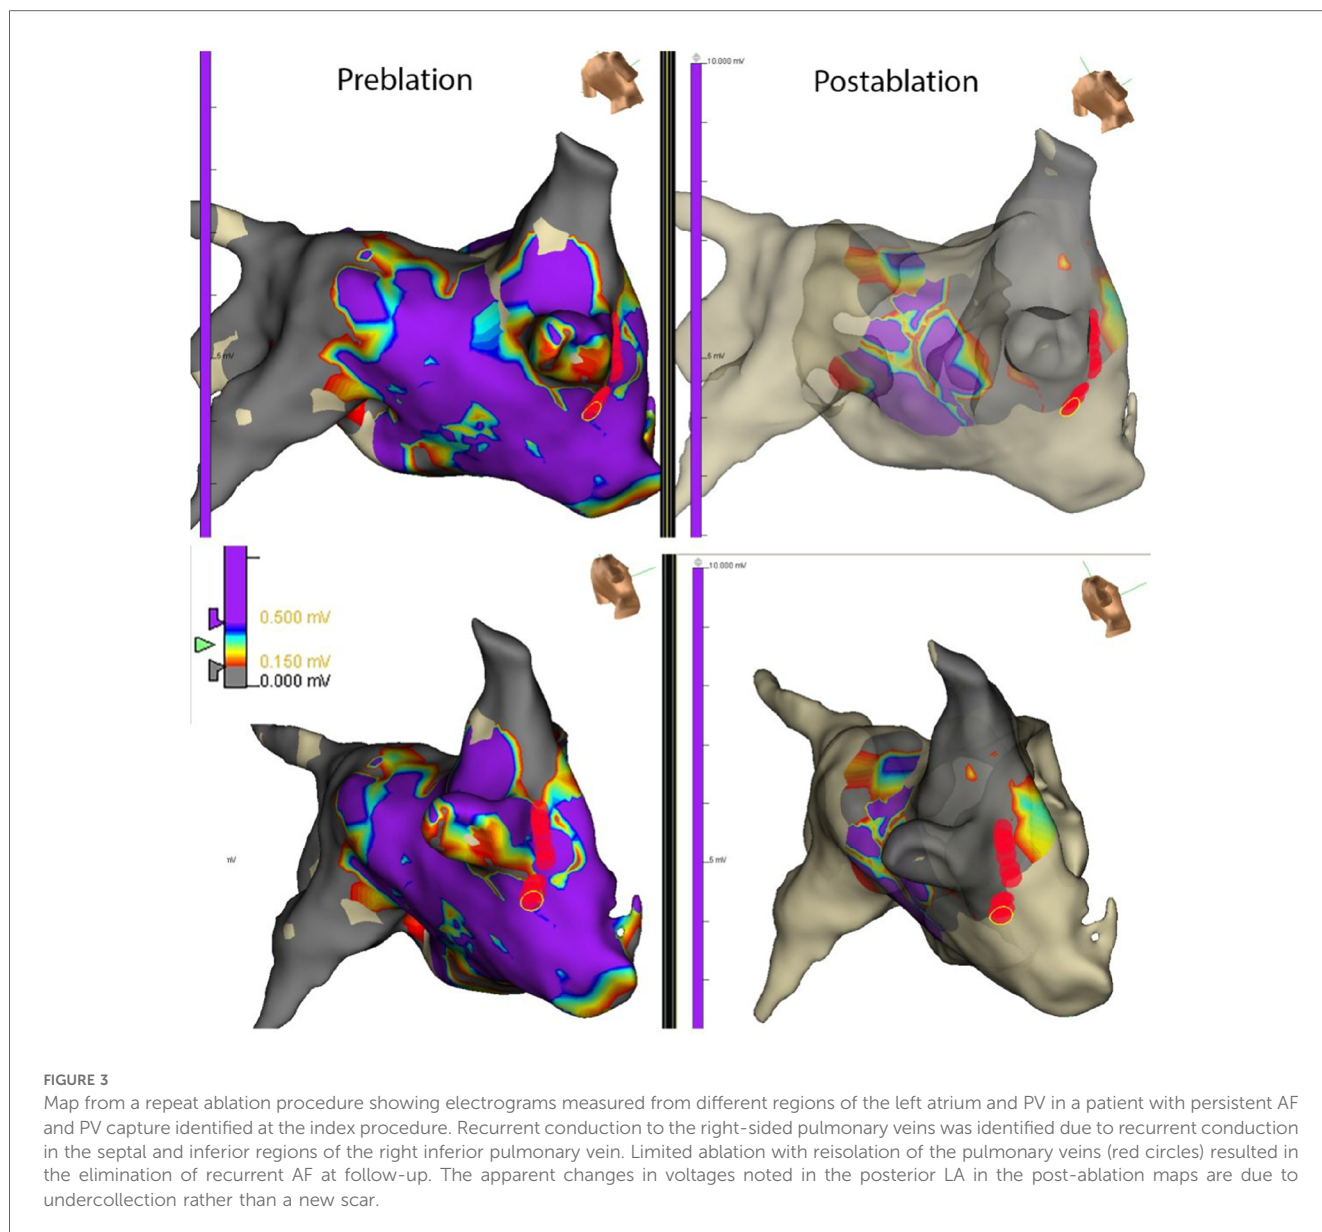 Preblation
Postablation
10.000 mV
.5 mV
.5 mV
0.500 mV
0.150 mV
0.000 mV
10.000 mV
mV
.5 mV
FIGURE 3
Map from a repeat ablation procedure showing electrograms measured from different regions of the left atrium and PV in a patient with persistent AF
and PV capture identified at the index procedure. Recurrent conduction to the right-sided pulmonary veins was identified due to recurrent conduction
in the septal and inferior regions of the right inferior pulmonary vein. Limited ablation with reisolation of the pulmonary veins (red circles) resulted in
the elimination of recurrent AF at follow-up. The apparent changes in voltages noted in the posterior LA in the post-ablation maps are due to
undercollection rather than a new scar.